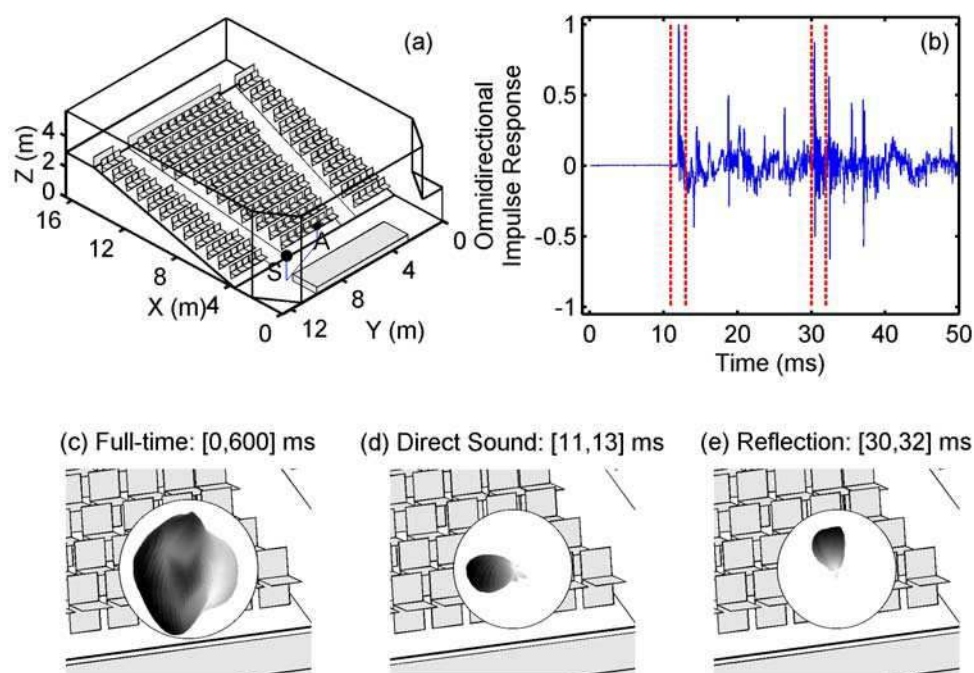 (a)
Z (m)
4
2
0
16
12
8
4
0
X (m)
S
A
0
4
8
12
Y (m)
(b)
Omnidirectional
Impulse Response
1
0.5
0
-0.5
-1
0 10 20 30 40 50
Time (ms)
(c) Full-time: [0,600] ms
(d) Direct Sound: [11,13] ms
(e) Reflection: [30,32] ms